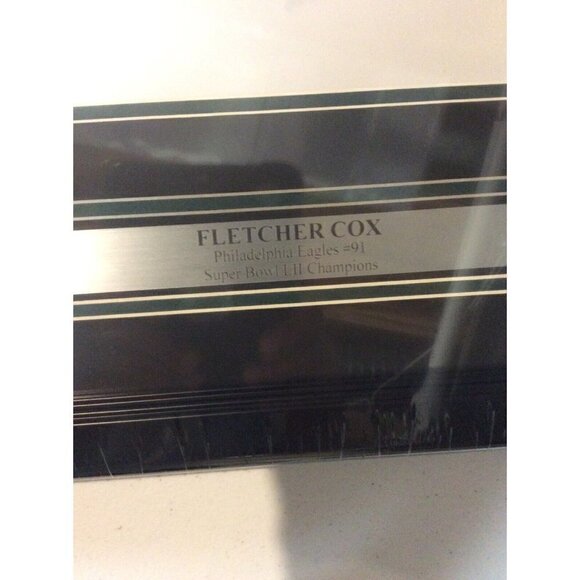 FLETCHER COX
Philadelphia Eagles #91
Super Bowl LII Champions